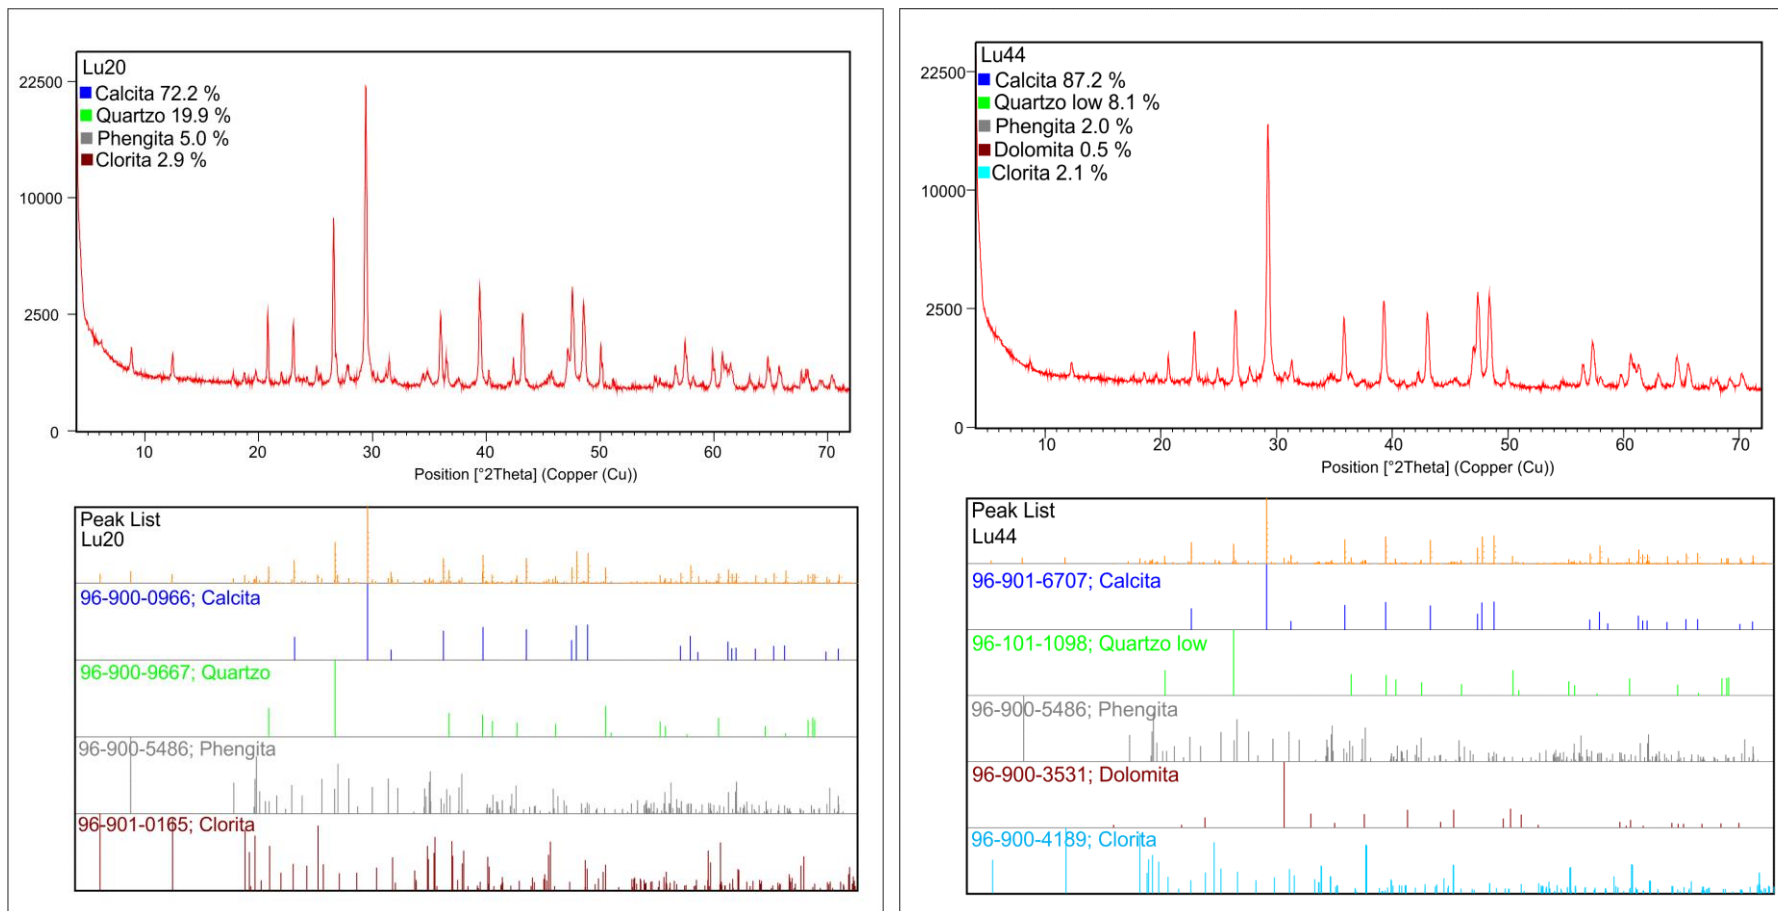 Lu20
Calcita 72.2 %
Quartzo 19.9 %
Phengita 5.0 %
Clorita 2.9 %
22500
10000
2500
0
10 20 30 40 50 60 70
Position [°2Theta] (Copper (Cu))
Peak List
Lu20
96-900-0966; Calcita
96-900-9667; Quartzo
96-900-5486; Phengita
96-901-0165; Clorita
Lu44
Calcita 87.2 %
Quartzo low 8.1 %
Phengita 2.0 %
Dolomita 0.5 %
Clorita 2.1 %
22500
10000
2500
0
10 20 30 40 50 60 70
Position [°2Theta] (Copper (Cu))
Peak List
Lu44
96-901-6707; Calcita
96-101-1098; Quartzo low
96-900-5486; Phengita
96-900-3531; Dolomita
96-900-4189; Clorita